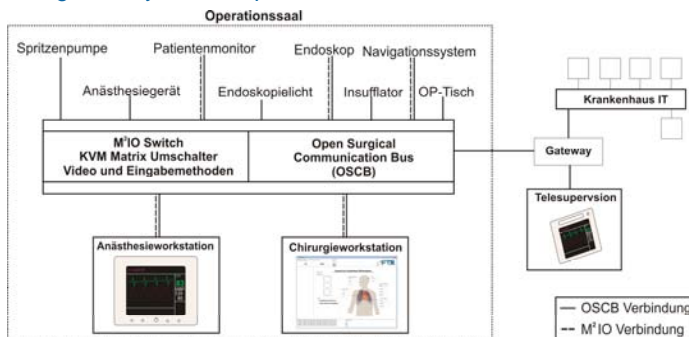 Operationssaal
Spritzenpumpe Patientenmonitor Endoskop Navigationssystem
Anästhesiegerät Endoskopielicht Insufflator OP-Tisch
M²IO Switch
KVM Matrix Umschalter
Video und Eingabemethoden
Open Surgical
Communication Bus
(OSCB)
Krankenhaus IT
Gateway
Telesupervsion
Anästhesieworkstation
Chirurgieworkstation
OSCB Verbindung
M²IO Verbindung